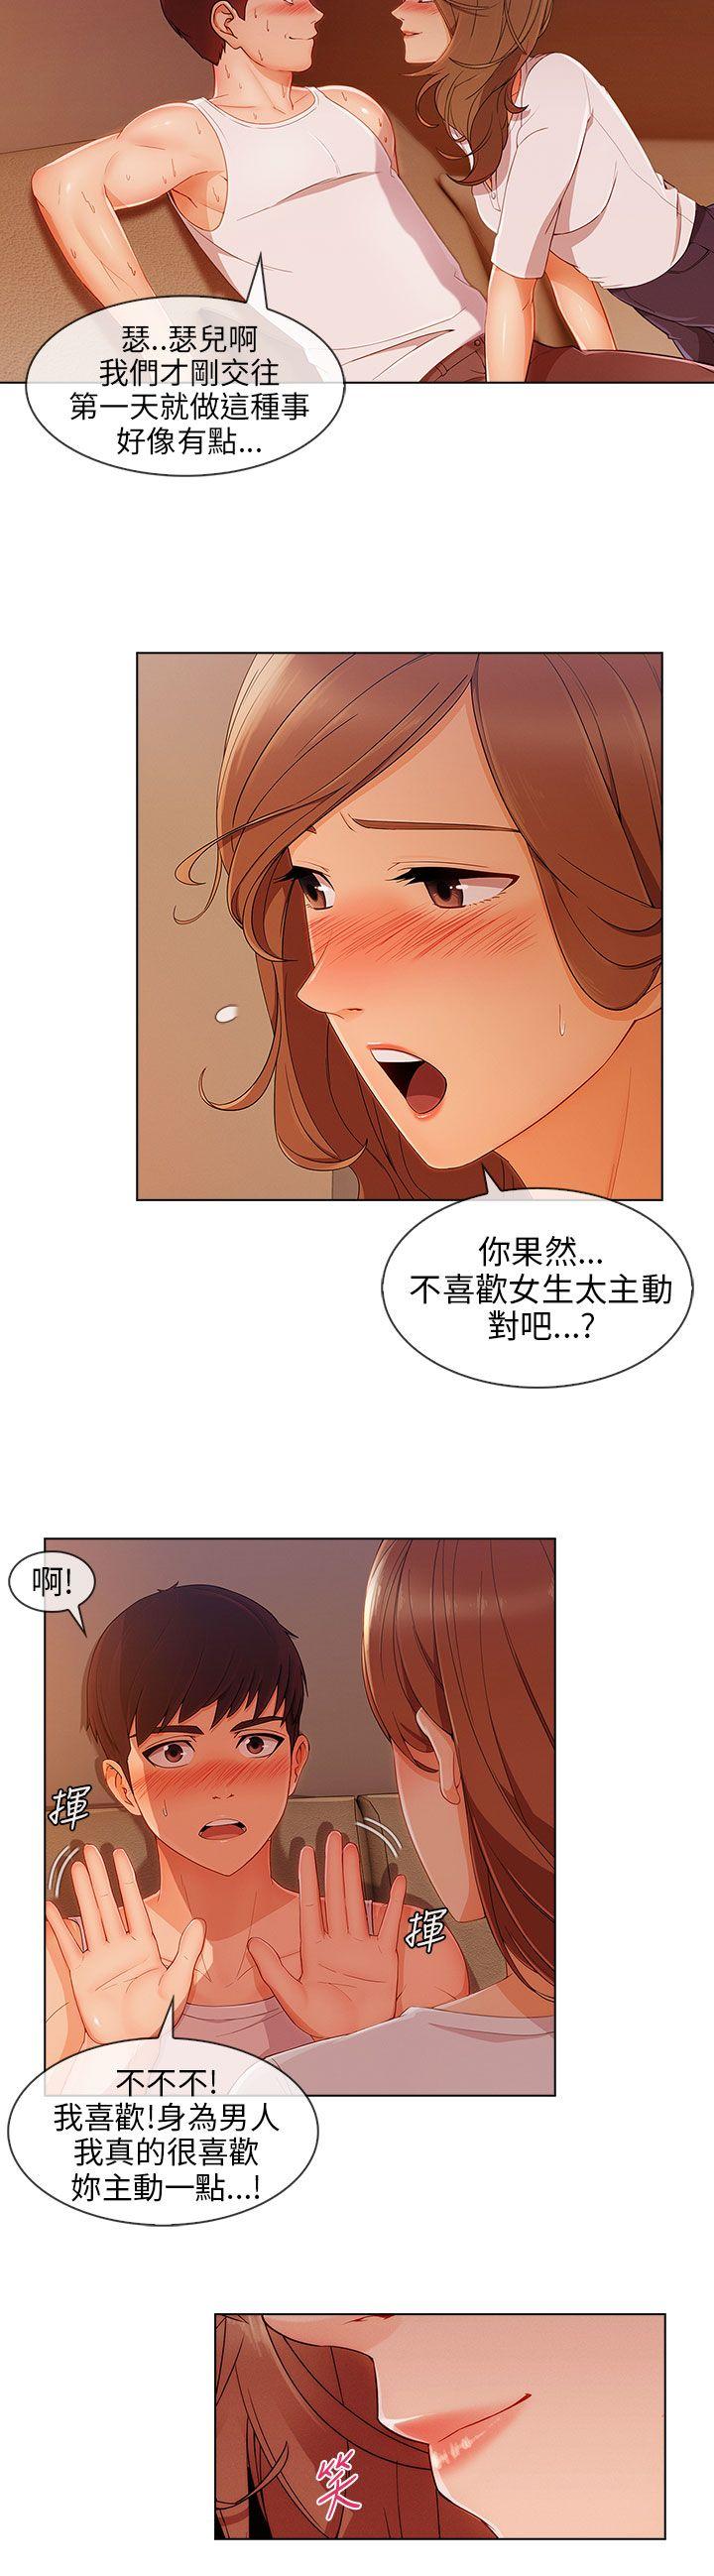 瑟..瑟兒啊
我們才剛交往
第一天就做這種事
好像有點...
你果然...
不喜歡女生太主動
對吧...?
啊!
揮
揮
不不不!
我喜歡!身為男人
我真的很喜歡
妳主動一點...!
笑